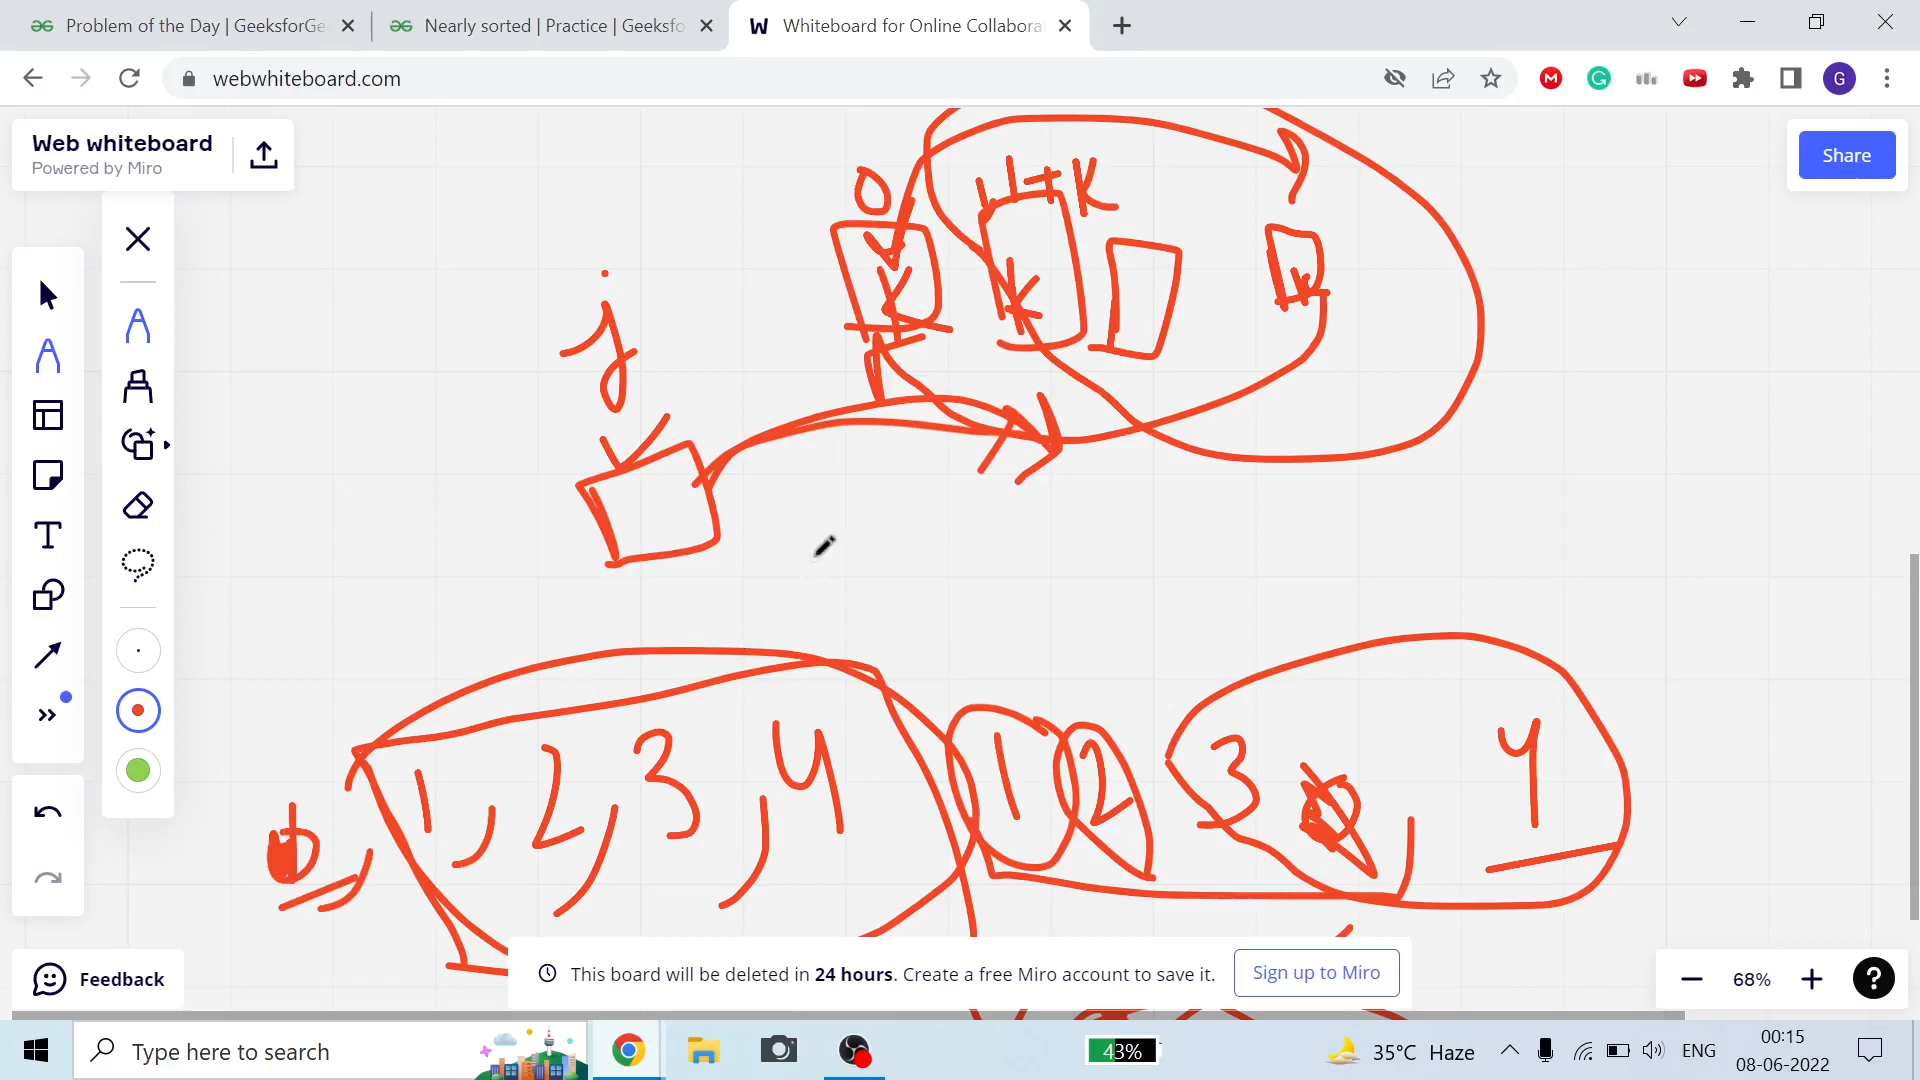 Problem of the Day | GeeksforGe
Nearly sorted | Practice | Geeksfo
Whiteboard for Online Collabora
webwhiteboard.com
G
Web whiteboard
Powered by Miro
Share
0
1+K
K
K
K
j
1, 2, 3, 4 1 2 3 , 4
This board will be deleted in 24 hours. Create a free Miro account to save it.
Sign up to Miro
Feedback
68%
Type here to search
43%
35°C Haze
ENG
00:15
08-06-2022